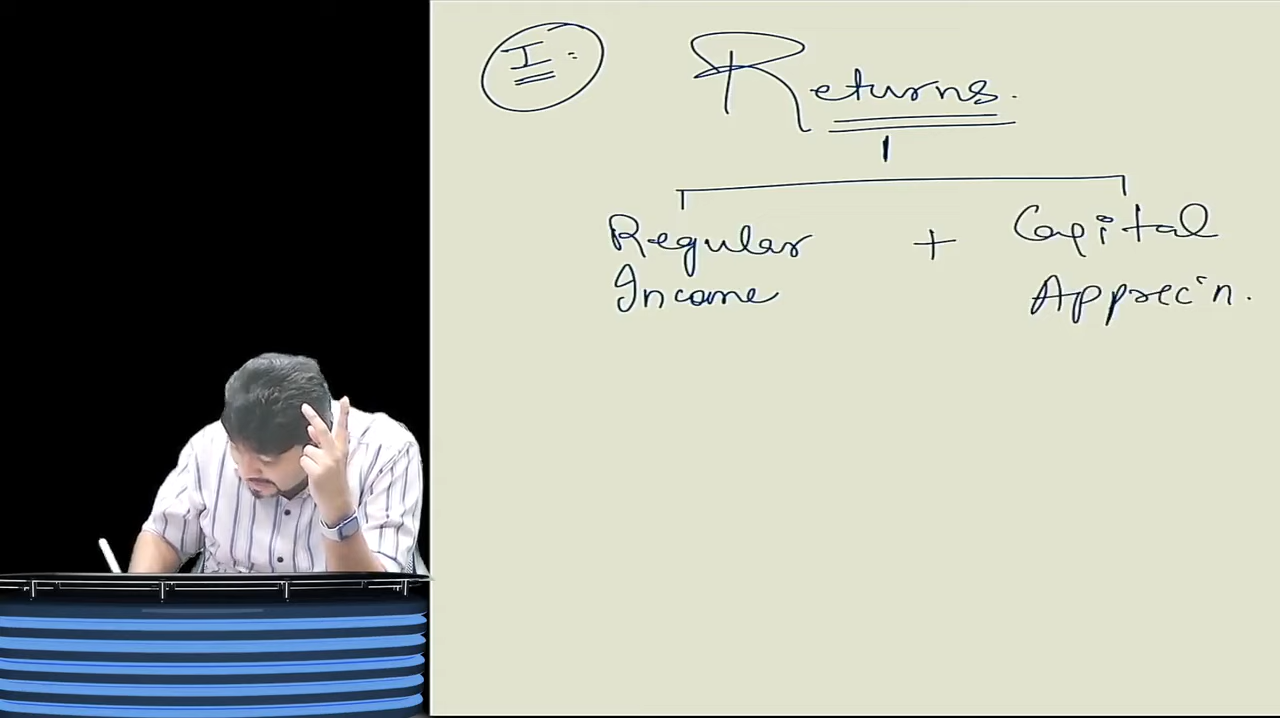 I :
Returns.
Regular + Capital
Income Apprec'n.